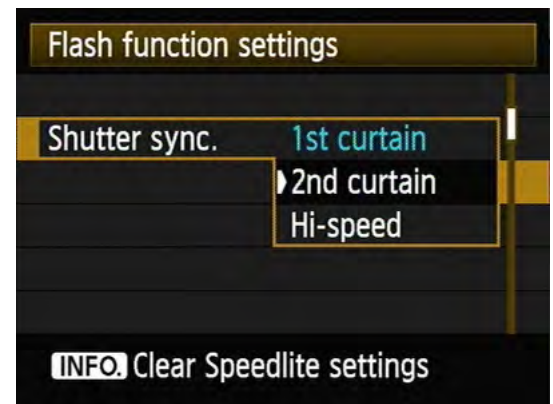 Flash function settings
Shutter sync. 1st curtain
2nd curtain
Hi-speed
INFO. Clear Speedlite settings